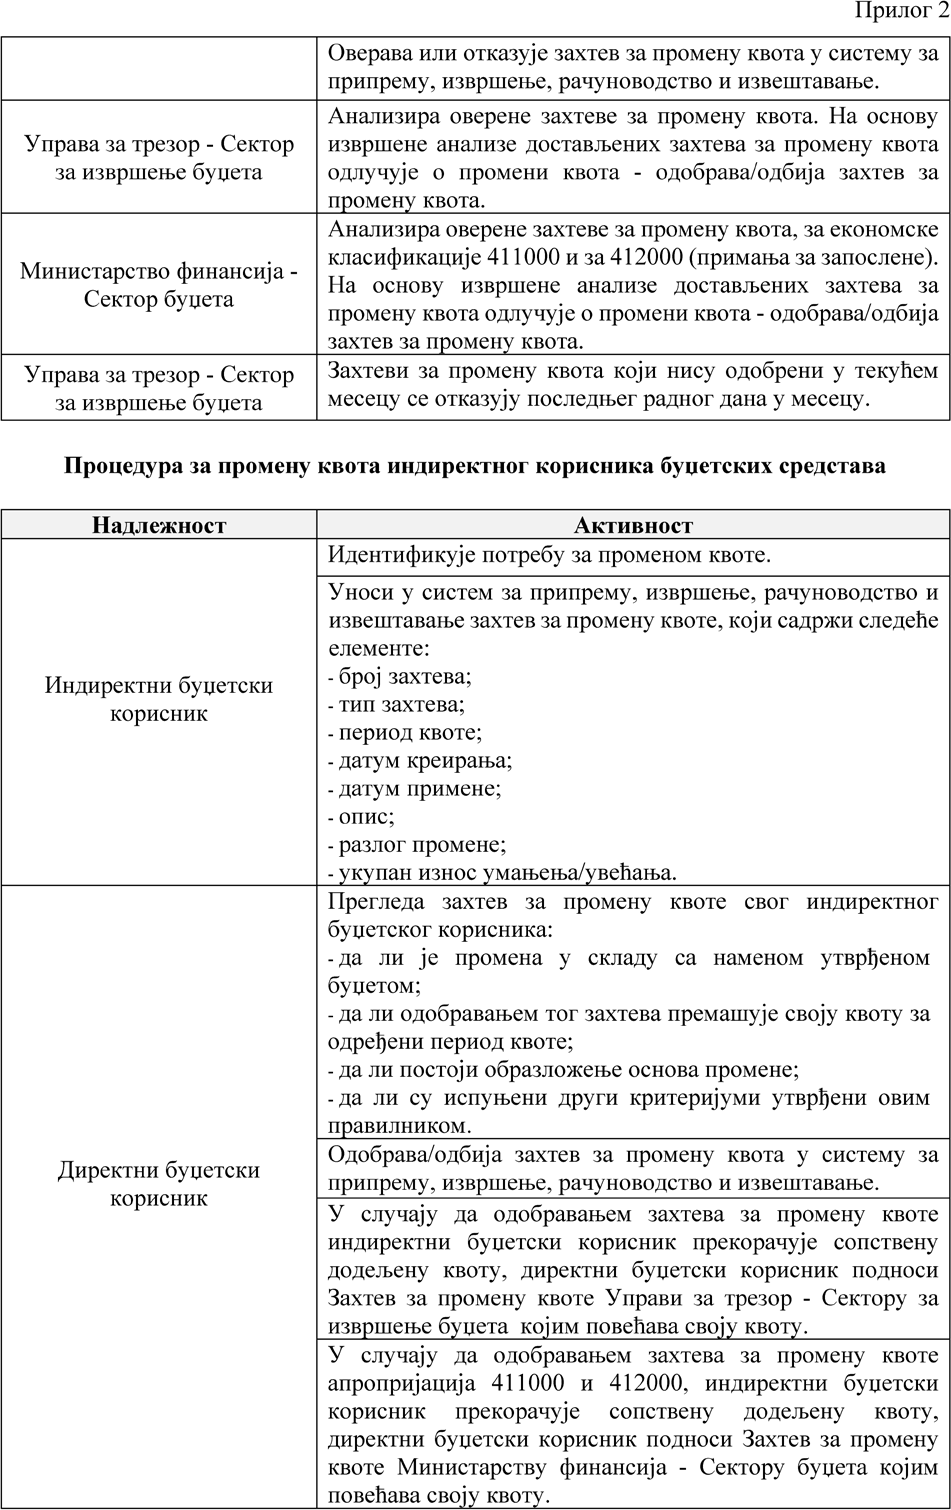 Прилог 2
Оверава или отказује захтев за промену квота у систему за
припрему, извршење, рачуноводство и извештавање.
Управа за трезор - Сектор
за извршење буџета
Анализира оверене захтеве за промену квота. На основу
извршене анализе достављених захтева за промену квота
одлучује о промени квота - одобрава/одбија захтев за
промену квота.
Министарство финансија -
Сектор буџета
Анализира оверене захтеве за промену квота, за економске
класификације 411000 и за 412000 (примања за запослене).
На основу извршене анализе достављених захтева за
промену квота одлучује о промени квота - одобрава/одбија
захтев за промену квота.
Управа за трезор - Сектор
за извршење буџета
Захтеви за промену квота који нису одобрени у текућем
месецу се отказују последњег радног дана у месецу.
Процедура за промену квота индиректног корисника буџетских средстава
Надлежност
Активност
Индиректни буџетски
корисник
Идентификује потребу за променом квоте.
Уноси у систем за припрему, извршење, рачуноводство и
извештавање захтев за промену квоте, који садржи следеће
елементе:
- број захтева;
- тип захтева;
- период квоте;
- датум креирања;
- датум примене;
- опис;
- разлог промене;
- укупан износ умањења/увећања.
Директни буџетски
корисник
Прегледа захтев за промену квоте свог индиректног
буџетског корисника:
- да ли је промена у складу са наменом утврђеном
буџетом;
- да ли одобравањем тог захтева премашује своју квоту за
одређени период квоте;
- да ли постоји образложење основа промене;
- да ли су испуњени други критеријуми утврђени овим
правилником.
Одобрава/одбија захтев за промену квота у систему за
припрему, извршење, рачуноводство и извештавање.
У случају да одобравањем захтева за промену квоте
индиректни буџетски корисник прекорачује сопствену
додељену квоту, директни буџетски корисник подноси
Захтев за промену квоте Управи за трезор - Сектору за
извршење буџета којим повећава своју квоту.
У случају да одобравањем захтева за промену квоте
апропријација 411000 и 412000, индиректни буџетски
корисник прекорачује сопствену додељену квоту,
директни буџетски корисник подноси Захтев за промену
квоте Министарству финансија - Сектору буџета којим
повећава своју квоту.